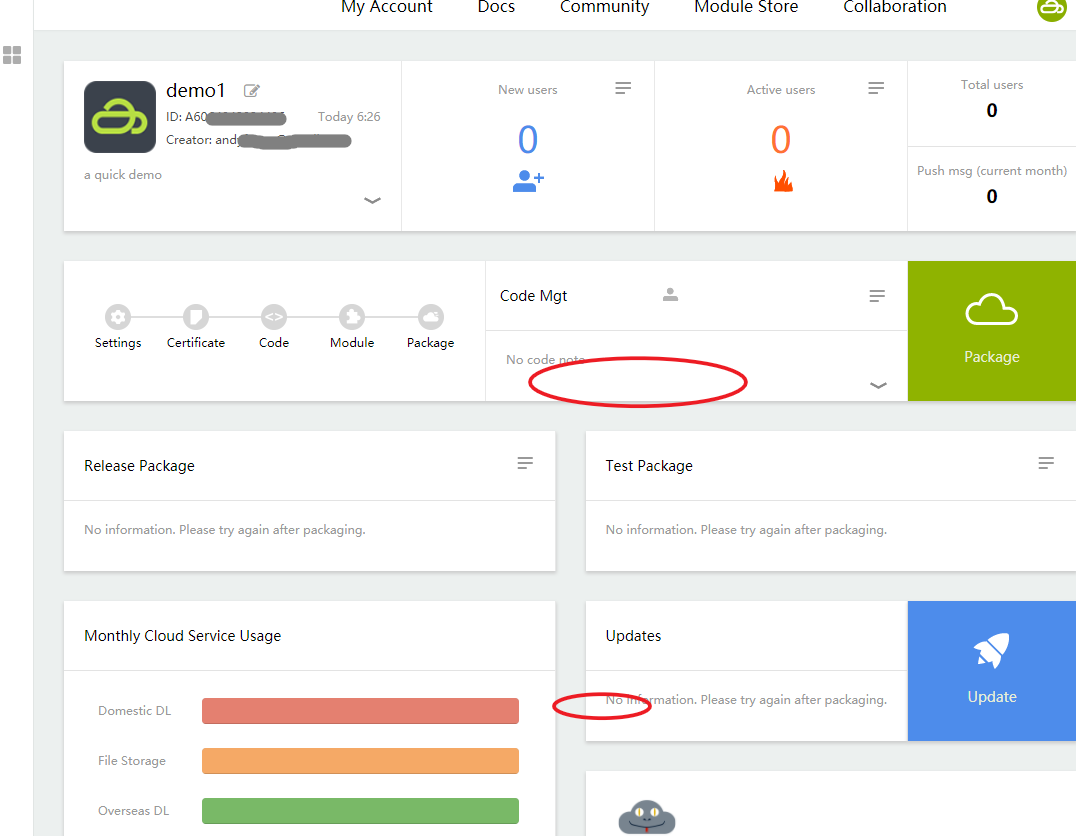 My Account Docs Community Module Store Collaboration
demo1
ID: A60
Today 6:26
Creator: andy
a quick demo
New users
0
Active users
0
Total users
0
Push msg (current month)
0
Settings Certificate Code Module Package
Code Mgt
No code note
Package
Release Package
No information. Please try again after packaging.
Test Package
No information. Please try again after packaging.
Monthly Cloud Service Usage
Domestic DL
File Storage
Overseas DL
Updates
No information. Please try again after packaging.
Update